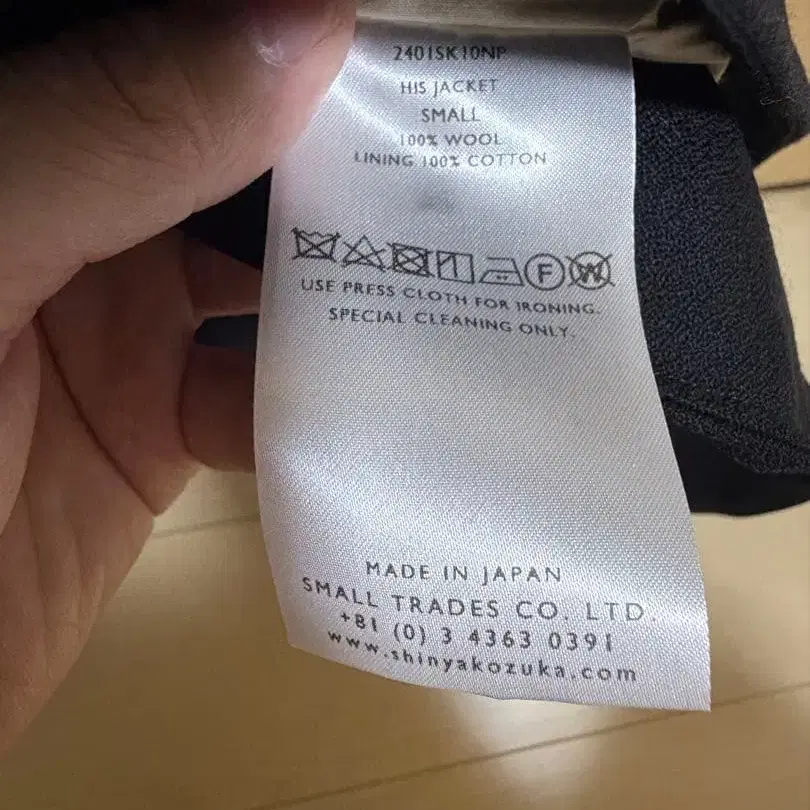 2401SK10NP
HIS JACKET
SMALL
100% WOOL
LINING 100% COTTON
F W
USE PRESS CLOTH FOR IRONING.
SPECIAL CLEANING ONLY.
MADE IN JAPAN
SMALL TRADES CO. LTD.
+81 (0) 3 4363 0391
www.shinyakozuka.com